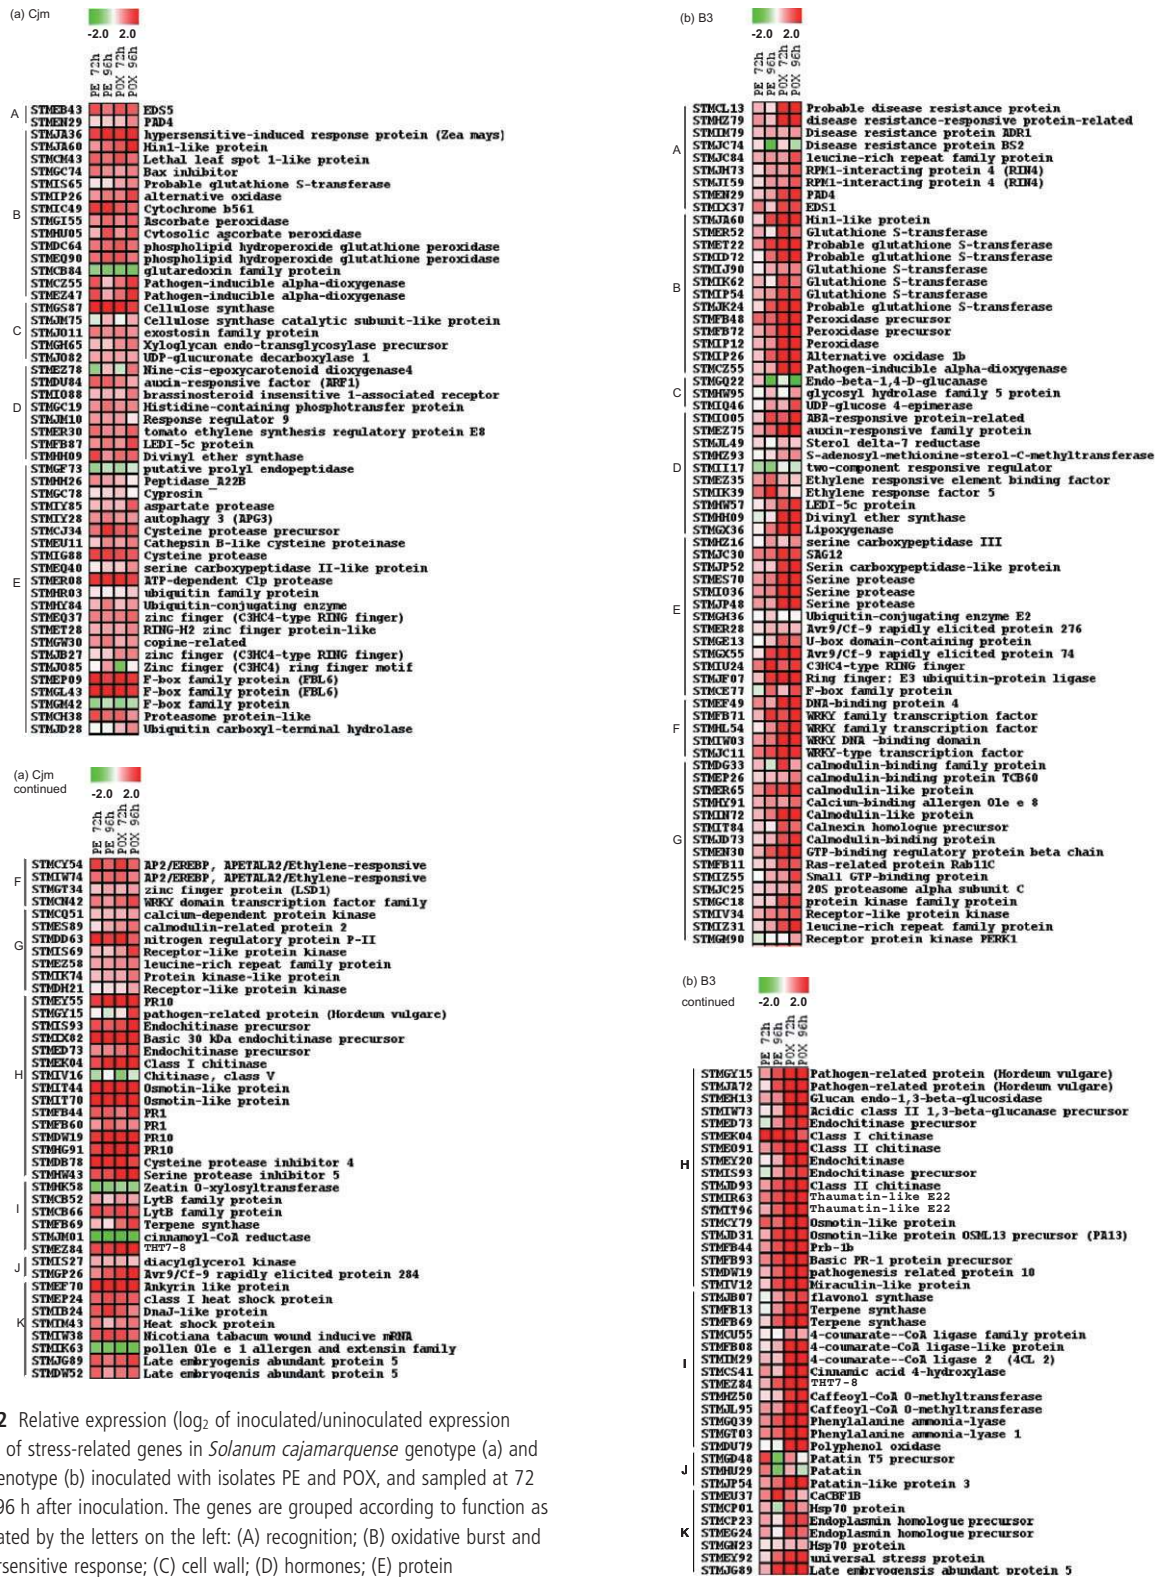 (a) Cjm
-2.0 2.0
PE 72h
PE 96h
POX 72h
POX 96h
A
STMEB43 EDS5
STMEN29 PAD4
B
STMJA36 hypersensitive-induced response protein (Zea mays)
STMJA60 Hin1-like protein
STMCM43 Lethal leaf spot 1-like protein
STMGC74 Bax inhibitor
STMIS65 Probable glutathione S-transferase
STMIP26 alternative oxidase
STMIC49 Cytochrome b561
STMGI55 Ascorbate peroxidase
STMHU05 Cytosolic ascorbate peroxidase
STMDC64 phospholipid hydroperoxide glutathione peroxidase
STMEQ90 phospholipid hydroperoxide glutathione peroxidase
STMCB84 glutaredoxin family protein
STMCZ55 Pathogen-inducible alpha-dioxygenase
STMEZ47 Pathogen-inducible alpha-dioxygenase
C
STMGS87 Cellulose synthase
STMJM75 Cellulose synthase catalytic subunit-like protein
STMJO11 exostosin family protein
STMGH65 Xyloglycan endo-transglycosylase precursor
STMJO82 UDP-glucuronate decarboxylase 1
D
STMEZ78 Nine-cis-epoxycarotenoid dioxygenase4
STMDU84 auxin-responsive factor (ARF1)
STMIO88 brassinosteroid insensitive 1-associated receptor
STMGC19 Histidine-containing phosphotransfer protein
STMJM10 Response regulator 9
STMER30 tomato ethylene synthesis regulatory protein E8
STMFB87 LEDI-5c protein
STMHH09 Divinyl ether synthase
E
STMGF73 putative prolyl endopeptidase
STMHH26 Peptidase_A22B
STMGC78 Cyprosin
STMIY85 aspartate protease
STMIY28 autophagy 3 (APG3)
STMCJ34 Cysteine protease precursor
STMEU11 Cathepsin B-like cysteine proteinase
STMIG88 Cysteine protease
STMEQ40 serine carboxypeptidase II-like protein
STMER08 ATP-dependent Clp protease
STMHR03 ubiquitin family protein
STMHY84 Ubiquitin-conjugating enzyme
STMEQ37 zinc finger (C3HC4-type RING finger)
STMET28 RING-H2 zinc finger protein-like
STMGW30 copine-related
STMJB27 zinc finger (C3HC4-type RING finger)
STMJO85 Zinc finger (C3HC4) ring finger motif
STMEP09 F-box family protein (FBL6)
STMGL43 F-box family protein (FBL6)
STMGM42 F-box family protein
STMCH38 Proteasome protein-like
STMJD28 Ubiquitin carboxyl-terminal hydrolase
(a) Cjm
continued
-2.0 2.0
PE 72h
PE 96h
POX 72h
POX 96h
F
STMCY54 AP2/EREBP, APETALA2/Ethylene-responsive
STMIW74 AP2/EREBP, APETALA2/Ethylene-responsive
STMGT34 zinc finger protein (LSD1)
STMCN42 WRKY domain transcription factor family
G
STMCQ51 calcium-dependent protein kinase
STMES89 calmodulin-related protein 2
STMDD63 nitrogen regulatory protein P-II
STMIS69 Receptor-like protein kinase
STMEZ58 leucine-rich repeat family protein
STMIK74 Protein kinase-like protein
STMDH21 Receptor-like protein kinase
H
STMEY55 PR10
STMGY15 pathogen-related protein (Hordeum vulgare)
STMIS93 Endochitinase precursor
STMIX82 Basic 30 kDa endochitinase precursor
STMED73 Endochitinase precursor
STMEK04 Class I chitinase
STMIV16 Chitinase, class V
STMIT44 Osmotin-like protein
STMIT70 Osmotin-like protein
STMFB44 PR1
STMFB60 PR1
STMDW19 PR10
STMHG91 PR10
STMDB78 Cysteine protease inhibitor 4
STMHW43 Serine protease inhibitor 5
I
STMHK58 Zeatin O-xylosyltransferase
STMCB52 LytB family protein
STMCB66 LytB family protein
STMFB69 Terpene synthase
STMJM01 cinnamoyl-CoA reductase
STMEZ84 THT7-8
J
STMIS27 diacylglycerol kinase
STMGP26 Avr9/Cf-9 rapidly elicited protein 284
K
STMEF70 Ankyrin like protein
STMEP24 class I heat shock protein
STMIB24 DnaJ-like protein
STMIM43 Heat shock protein
STMIW38 Nicotiana tabacum wound inducive mRNA
STMIK63 pollen Ole e 1 allergen and extensin family
STMJG89 Late embryogenis abundant protein 5
STMDW52 Late embryogenis abundant protein 5
2 Relative expression (log2 of inoculated/uninoculated expression
of stress-related genes in Solanum cajamarquense genotype (a) and
enotype (b) inoculated with isolates PE and POX, and sampled at 72
96 h after inoculation. The genes are grouped according to function as
ated by the letters on the left: (A) recognition; (B) oxidative burst and
rsensitive response; (C) cell wall; (D) hormones; (E) protein
(b) B3
-2.0 2.0
PE 72h
PE 96h
POX 72h
POX 96h
A
STMCL13 Probable disease resistance protein
STMHZ79 disease resistance-responsive protein-related
STMIM79 Disease resistance protein ADR1
STMJC74 Disease resistance protein BS2
STMJC84 leucine-rich repeat family protein
STMJH73 RPM1-interacting protein 4 (RIN4)
STMJI59 RPM1-interacting protein 4 (RIN4)
STMEN29 PAD4
STMIX37 EDS1
B
STMJA60 Hin1-like protein
STMER52 Glutathione S-transferase
STMET22 Probable glutathione S-transferase
STMID72 Probable glutathione S-transferase
STMIJ90 Glutathione S-transferase
STMIK62 Glutathione S-transferase
STMIP54 Glutathione S-transferase
STMJK24 Probable glutathione S-transferase
STMFB48 Peroxidase precursor
STMFB72 Peroxidase precursor
STMIP12 Peroxidase
STMIP26 Alternative oxidase 1b
STMCZ55 Pathogen-inducible alpha-dioxygenase
C
STMGQ22 Endo-beta-1,4-D-glucanase
STMHW95 glycosyl hydrolase family 5 protein
STMIQ46 UDP-glucose 4-epimerase
D
STMIO05 ABA-responsive protein-related
STMEZ75 auxin-responsive family protein
STMJL49 Sterol delta-7 reductase
STMHZ93 S-adenosyl-methionine-sterol-C-methyltransferase
STMII17 two-component responsive regulator
STMEZ35 Ethylene responsive element binding factor
STMIK39 Ethylene response factor 5
STMHW57 LEDI-5c protein
STMHH09 Divinyl ether synthase
STMGX36 Lipoxygenase
E
STMHZ16 serine carboxypeptidase III
STMJC30 SAG12
STMJP52 Serin carboxypeptidase-like protein
STMES70 Serine protease
STMIO36 Serine protease
STMJP48 Serine protease
STMGH36 Ubiquitin-conjugating enzyme E2
STMER28 Avr9/Cf-9 rapidly elicited protein 276
STMGE13 U-box domain-containing protein
STMGX55 Avr9/Cf-9 rapidly elicited protein 74
STMIU24 C3HC4-type RING finger
STMJF07 Ring finger: E3 ubiquitin-protein ligase
STMCE77 F-box family protein
F
STMEF49 DNA-binding protein 4
STMFB71 WRKY family transcription factor
STMHL54 WRKY family transcription factor
STMIW03 WRKY DNA -binding domain
STMJC11 WRKY-type transcription factor
G
STMDG33 calmodulin-binding family protein
STMEP26 calmodulin-binding protein TCB60
STMER65 calmodulin-like protein
STMHY91 Calcium-binding allergen Ole e 8
STMIN72 Calmodulin-like protein
STMIT84 Calnexin homologue precursor
STMJD73 Calmodulin-binding protein
STMEN30 GTP-binding regulatory protein beta chain
STMFB11 Ras-related protein Rab11C
STMIZ55 Small GTP-binding protein
STMJC25 20S proteasome alpha subunit C
STMGC18 protein kinase family protein
STMIV34 Receptor-like protein kinase
STMIZ31 leucine-rich repeat family protein
STMGM90 Receptor protein kinase PERK1
(b) B3
continued
-2.0 2.0
PE 72h
PE 96h
POX 72h
POX 96h
H
STMGY15 Pathogen-related protein (Hordeum vulgare)
STMJA72 Pathogen-related protein (Hordeum vulgare)
STMEH13 Glucan endo-1,3-beta-glucosidase
STMIW73 Acidic class II 1,3-beta-glucanase precursor
STMED73 Endochitinase precursor
STMEK04 Class I chitinase
STMEO91 Class II chitinase
STMEY20 Endochitinase
STMIS93 Endochitinase precursor
STMJD93 Class II chitinase
STMIR63 Thaumatin-like E22
STMIT96 Thaumatin-like E22
STMCY79 Osmotin-like protein
STMJD31 Osmotin-like protein OSML13 precursor (PA13)
STMFB44 Prb-1b
STMFB93 Basic PR-1 protein precursor
STMDW19 pathogenesis related protein 10
STMIV12 Miraculin-like protein
I
STMJB07 flavonol synthase
STMFB13 Terpene synthase
STMFB69 Terpene synthase
STMCU55 4-coumarate--CoA ligase family protein
STMFB08 4-coumarate-CoA ligase-like protein
STMIM29 4-coumarate--CoA ligase 2 (4CL 2)
STMCS41 Cinnamic acid 4-hydroxylase
STMEZ84 THT7-8
STMHZ50 Caffeoyl-CoA O-methyltransferase
STMJL95 Caffeoyl-CoA O-methyltransferase
STMGQ39 Phenylalanine ammonia-lyase
STMGT03 Phenylalanine ammonia-lyase 1
STMDU79 Polyphenol oxidase
J
STMGD48 Patatin T5 precursor
STMHU29 Patatin
STMJP54 Patatin-like protein 3
K
STMEU37 CaCBF1B
STMCP01 Hsp70 protein
STMCP23 Endoplasmin homologue precursor
STMEG24 Endoplasmin homologue precursor
STMGN23 Hsp70 protein
STMEY92 universal stress protein
STMJG89 Late embryogensis abundant protein 5